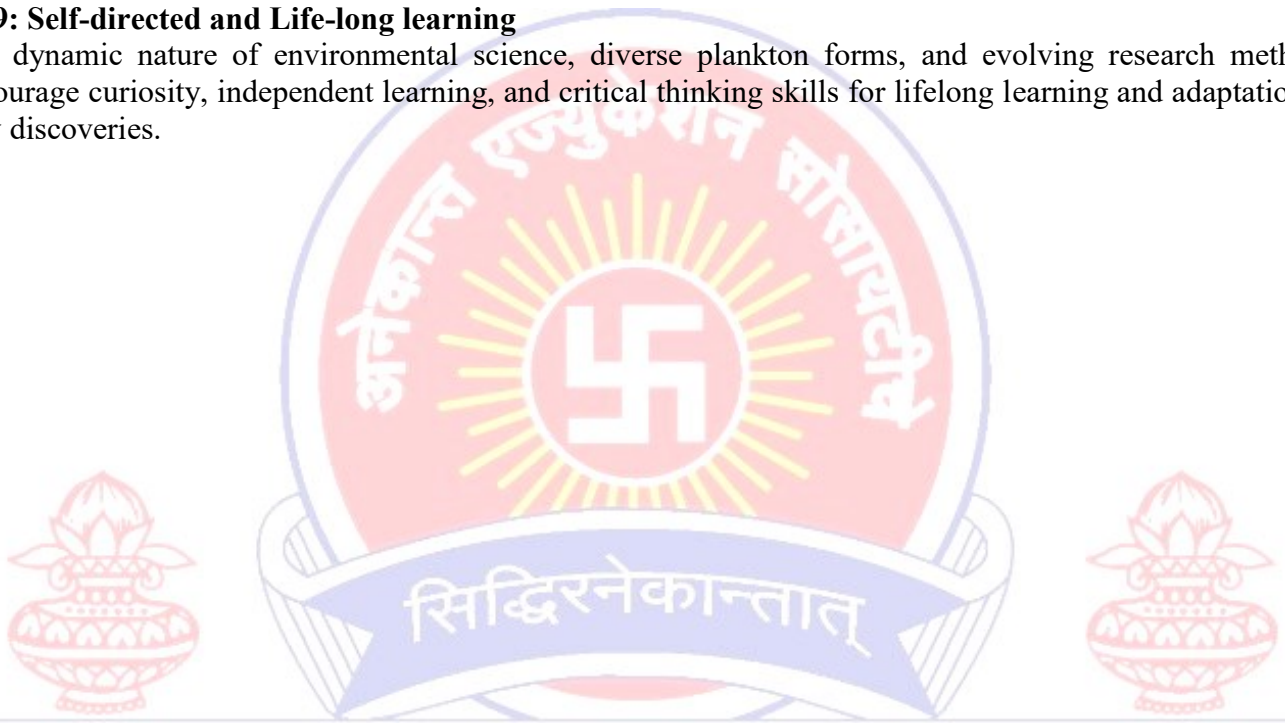 9: Self-directed and Life-long learning
dynamic nature of environmental science, diverse plankton forms, and evolving research meth
ourage curiosity, independent learning, and critical thinking skills for lifelong learning and adaptatio
discoveries.
अनेकान्त एज्युकेशन सोसायटी
सिद्धिरनेकान्तात्